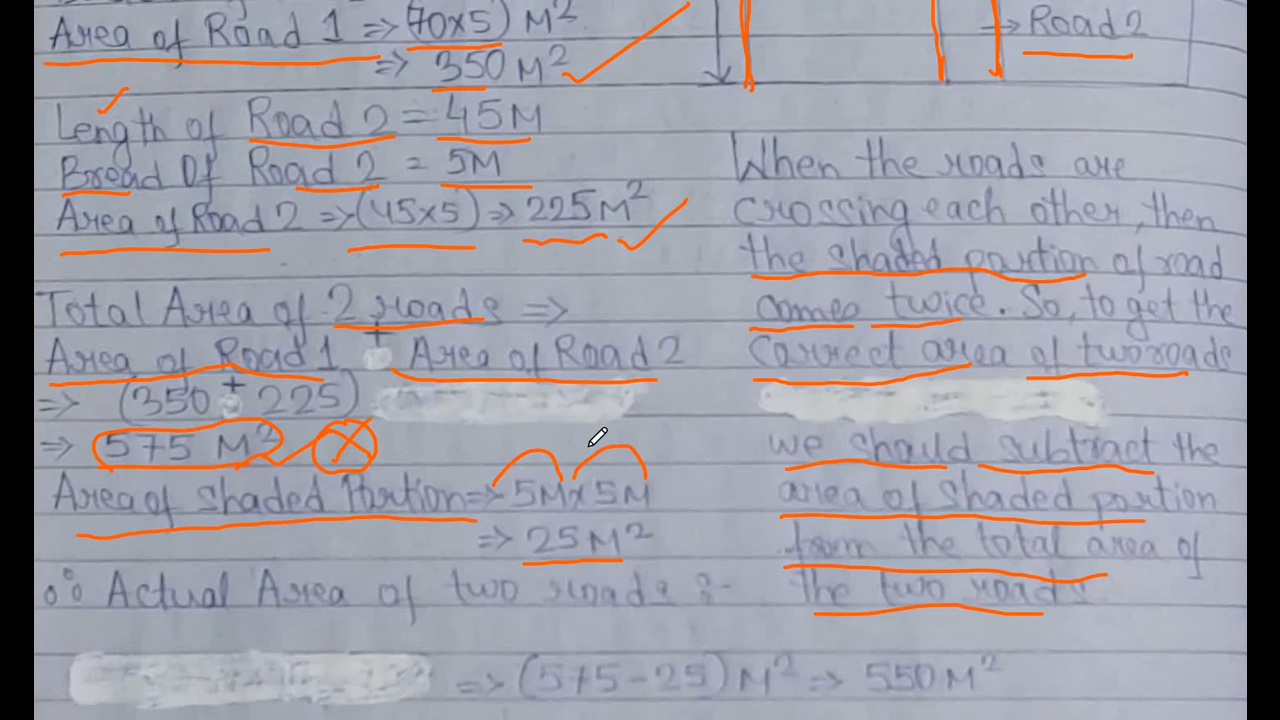 Area of Road 1 => (70x5) M²
=> 350 M²
→ Road 2
Length of Road 2 = 45M
Bread Of Road 2 = 5M
Area of Road 2 => (45x5) => 225 M²
Total Area of 2 roads =>
Area of Road 1 + Area of Road 2
=> (350 + 225)
=> 575 M²
Area of Shaded Portion => 5M x 5M
=> 25 M²
∴ Actual Area of two roads :-
=> (575 - 25) M² => 550 M²
When the roads are
crossing each other, then
the shaded portion of road
comes twice. So, to get the
correct area of two roads
we should subtract the
area of shaded portion
from the total area of
the two roads.